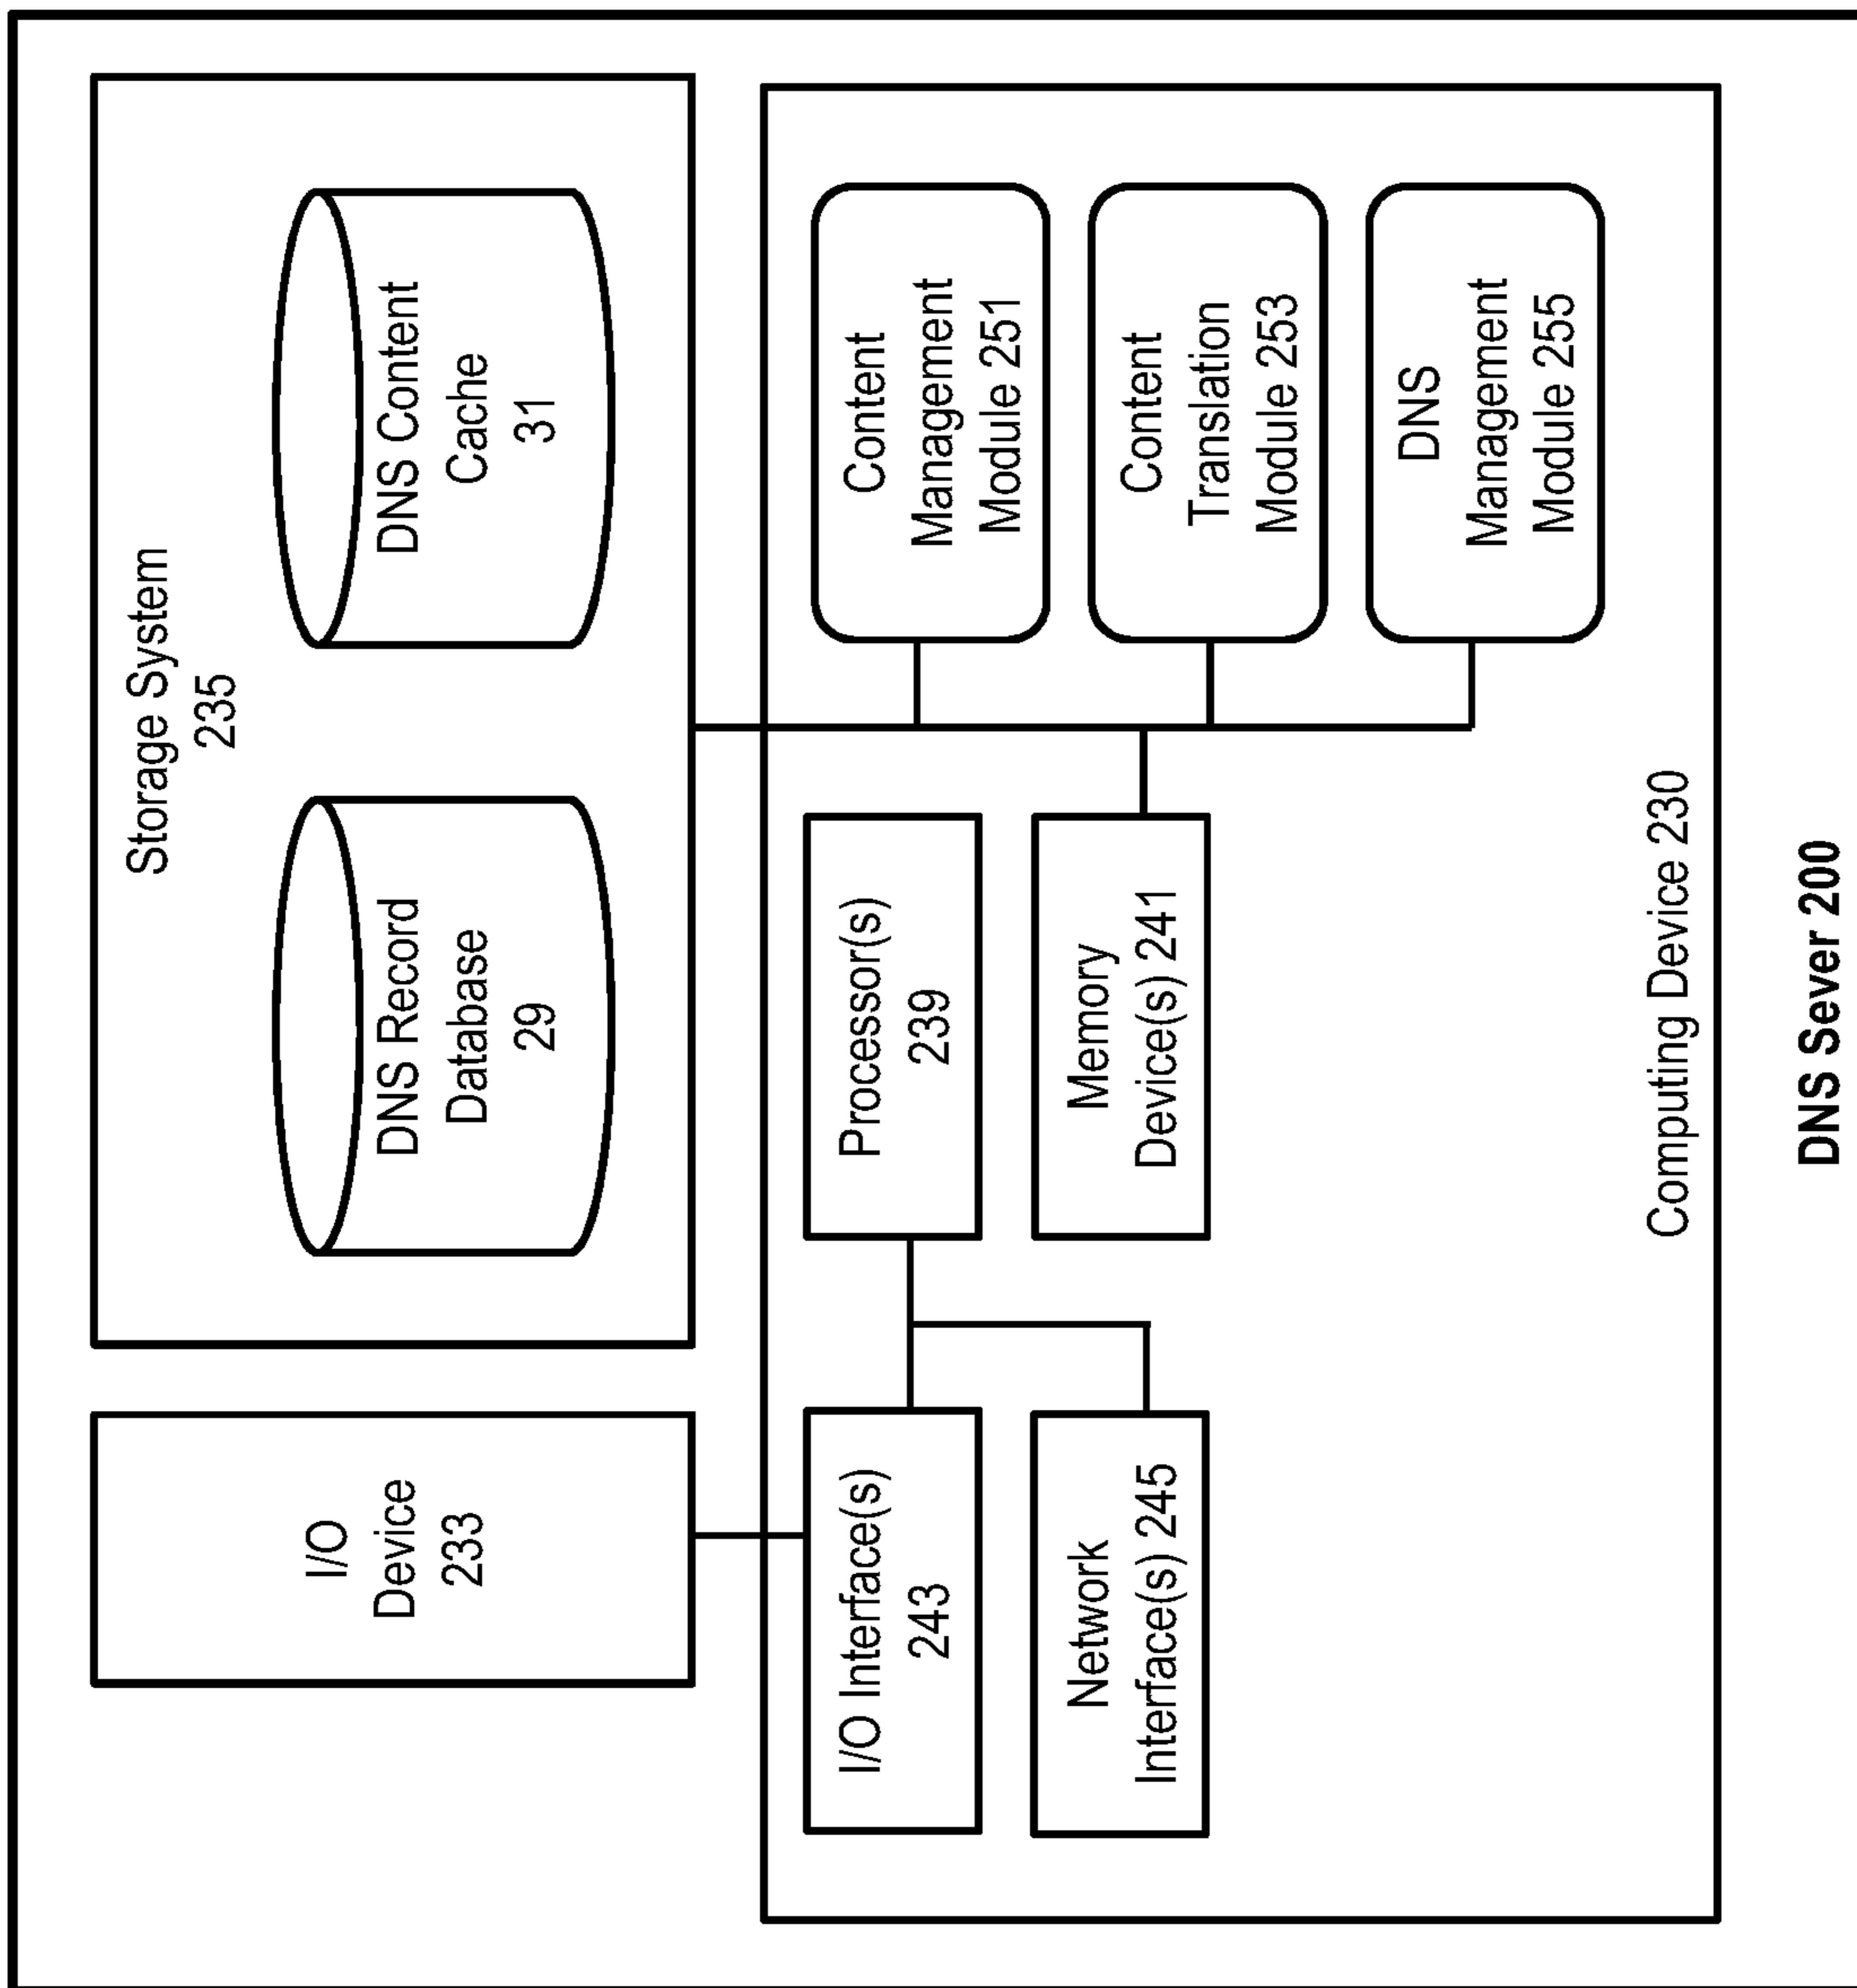 I/O
Device
233
Storage System
235
DNS Record
Database
29
DNS Content
Cache
31
I/O Interface(s)
243
Network
Interface(s) 245
Processor(s)
239
Memory
Device(s) 241
Content
Management
Module 251
Content
Translation
Module 253
DNS
Management
Module 255
Computing Device 230
DNS Sever 200